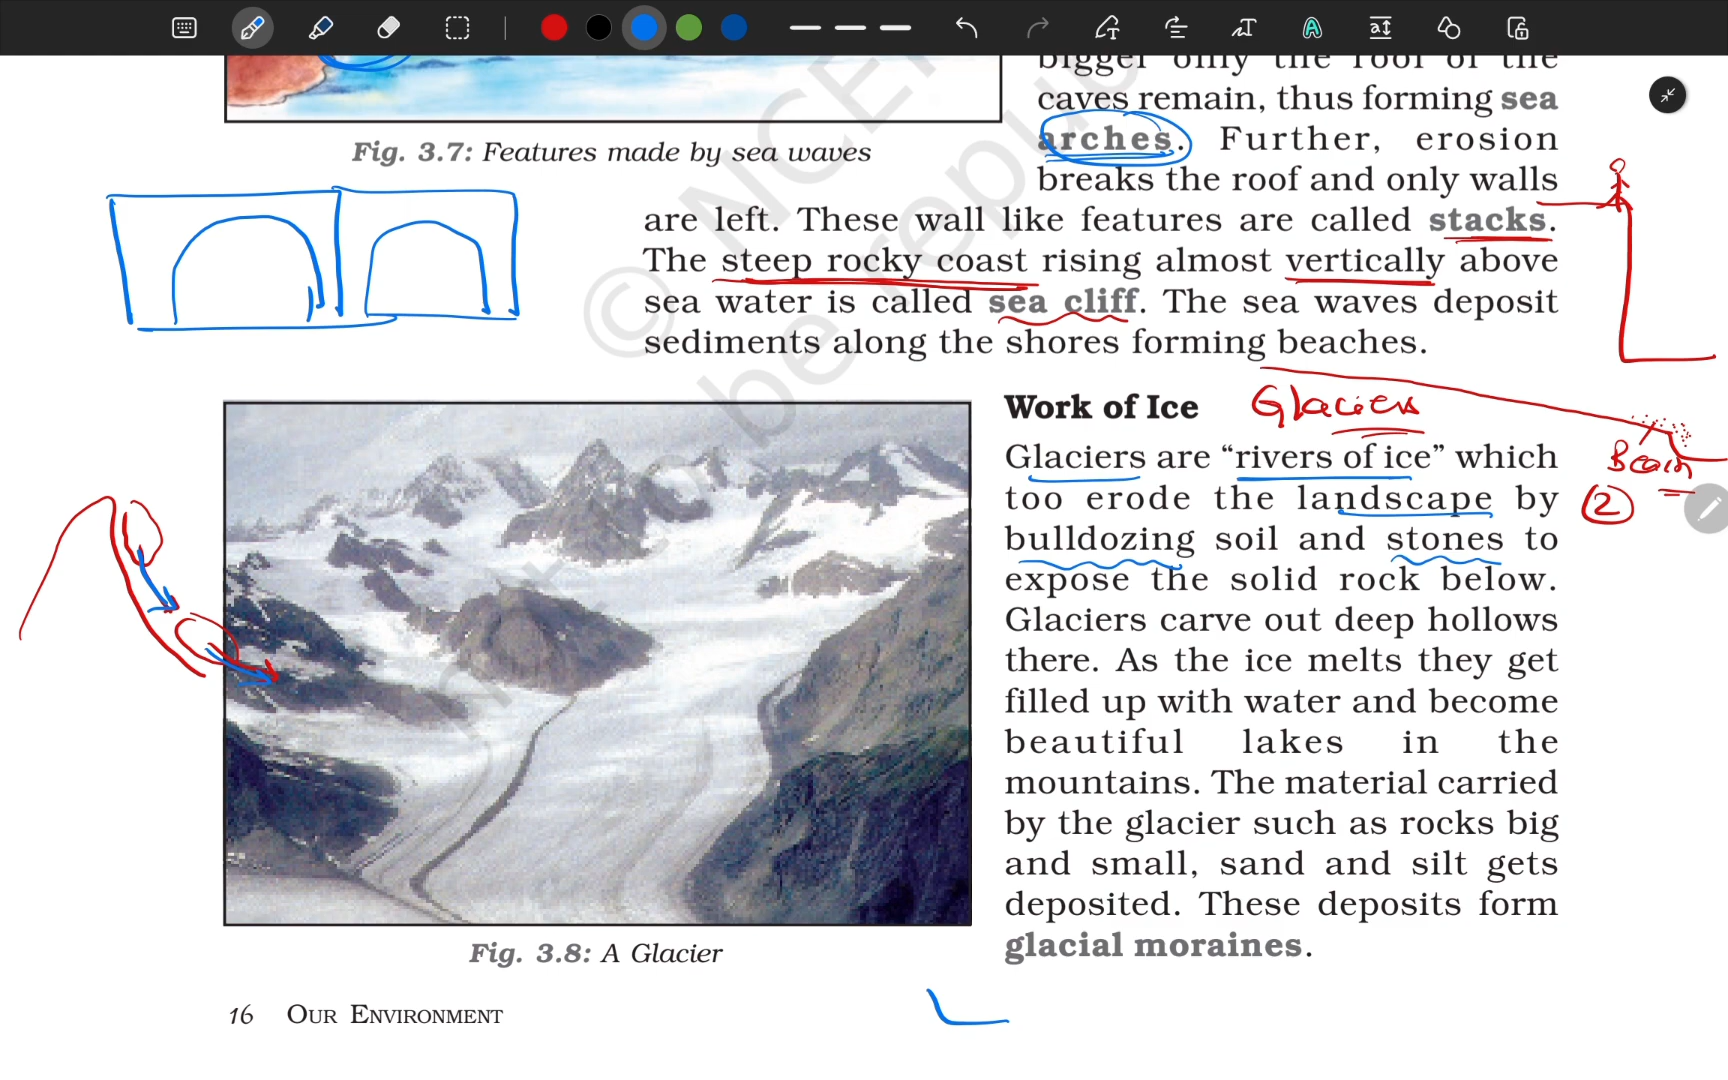 bigger only the roof of the
caves remain, thus forming sea
arches. Further, erosion
breaks the roof and only walls
are left. These wall like features are called stacks.
The steep rocky coast rising almost vertically above
sea water is called sea cliff. The sea waves deposit
sediments along the shores forming beaches.
Fig. 3.7: Features made by sea waves
Work of Ice
Glaciers
Glaciers are “rivers of ice” which
too erode the landscape by
bulldozing soil and stones to
expose the solid rock below.
Glaciers carve out deep hollows
there. As the ice melts they get
filled up with water and become
beautiful lakes in the
mountains. The material carried
by the glacier such as rocks big
and small, sand and silt gets
deposited. These deposits form
glacial moraines.
2
Fig. 3.8: A Glacier
16 OUR ENVIRONMENT